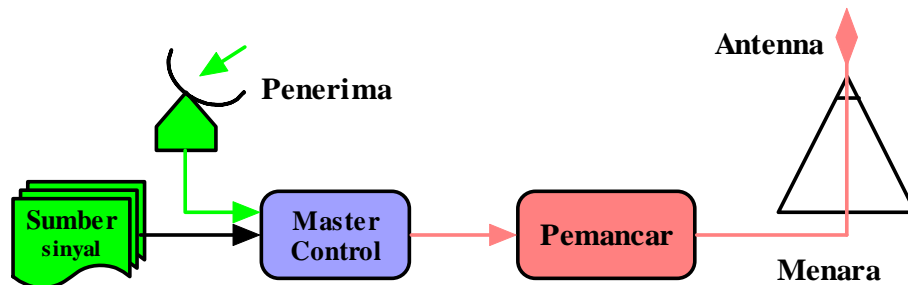 Antenna
Penerima
Sumber
sinyal
Master
Control
Pemancar
Menara